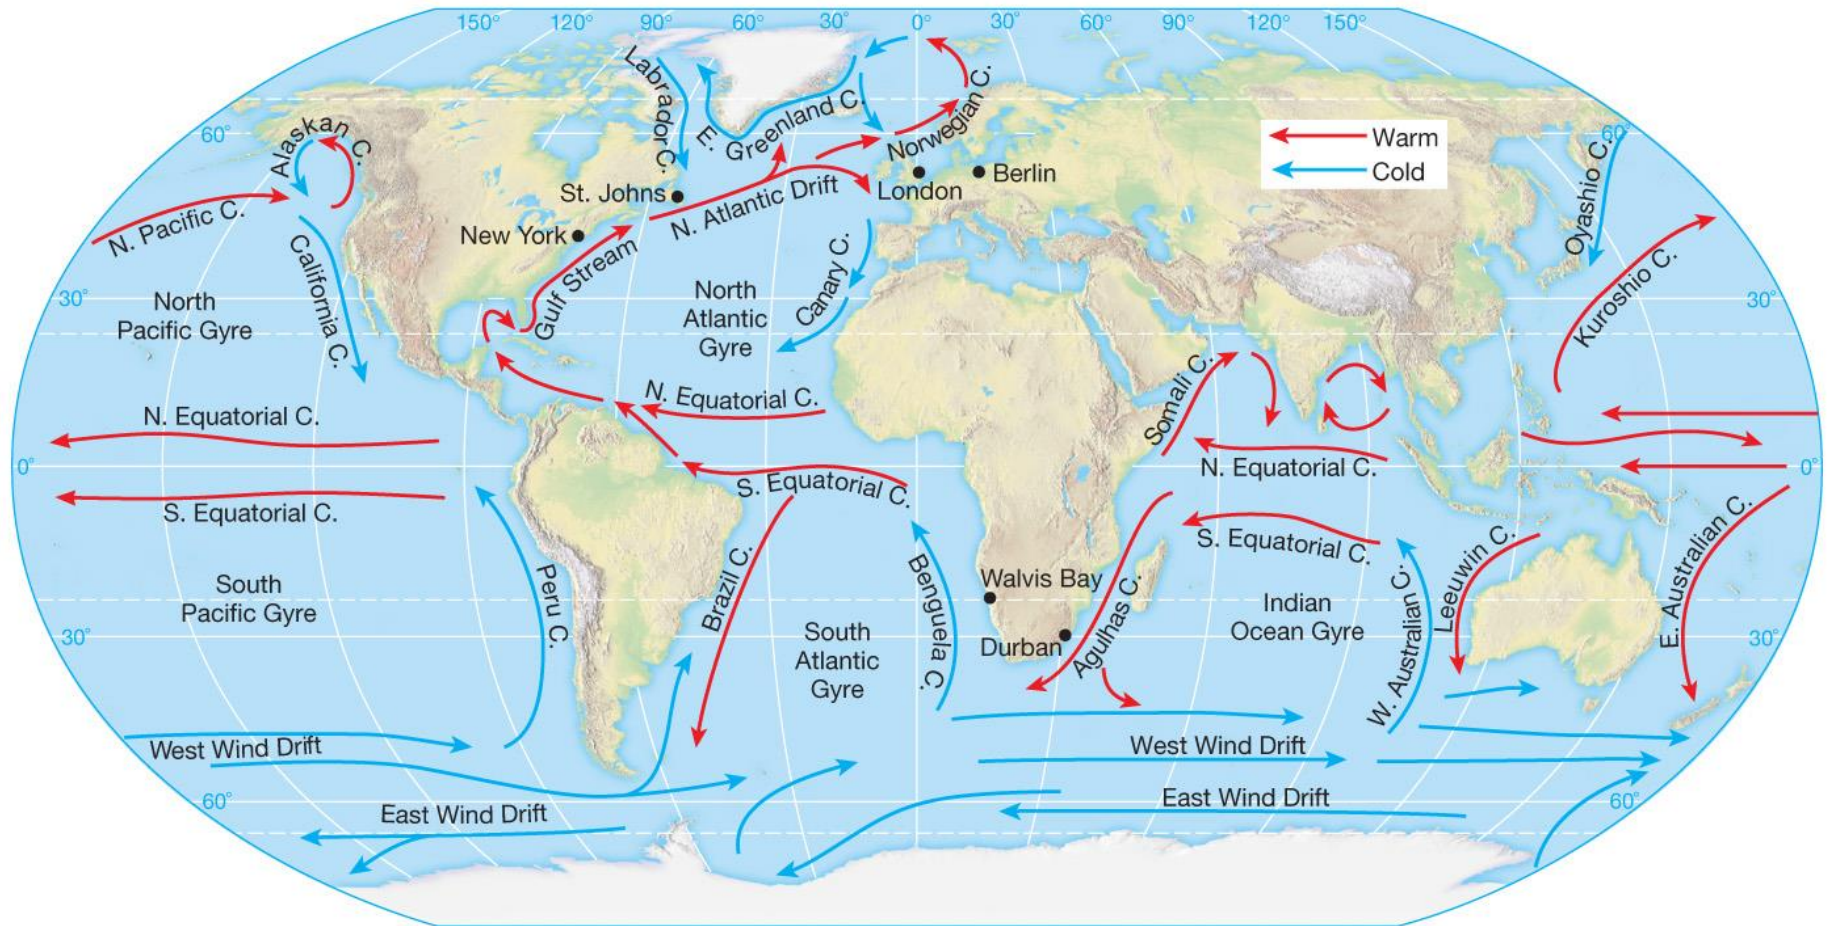 150°
120°
90°
60°
30°
0°
30°
60°
90°
120°
150°
Labrador C.
E. Greenland C.
Norwegian C.
60°
Alaskan C.
Warm
Cold
60°
Oyashio C.
St. Johns
London
Berlin
N. Pacific C.
N. Atlantic Drift
New York
California C.
Gulf Stream
Canary C.
Kuroshio C.
30°
North
Pacific Gyre
North
Atlantic
Gyre
30°
N. Equatorial C.
N. Equatorial C.
Somali C.
0°
N. Equatorial C.
0°
S. Equatorial C.
S. Equatorial C.
S. Equatorial C.
Leeuwin C.
E. Australian C.
South
Pacific Gyre
Peru C.
Brazil C.
Benguela C.
Walvis Bay
Agulhas C.
Indian
Ocean Gyre
W. Australian C.
30°
South
Atlantic
Gyre
Durban
30°
West Wind Drift
West Wind Drift
60°
East Wind Drift
East Wind Drift
60°